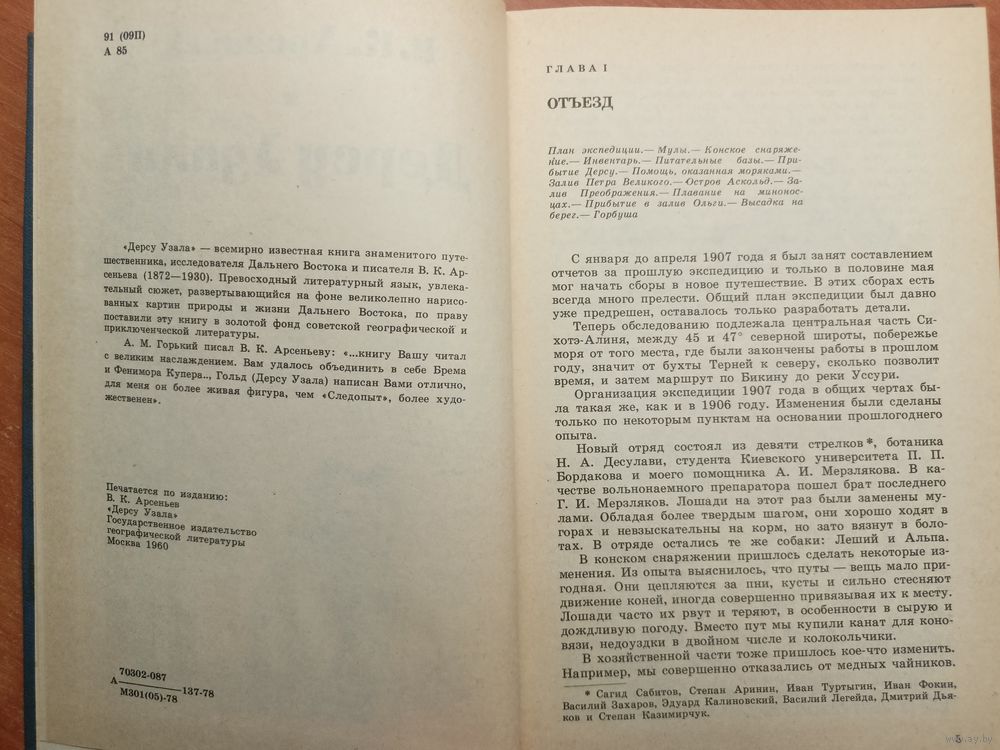 91 (09П)
А 85
«Дерсу Узала» — всемирно известная книга знаменитого путе-
шественника, исследователя Дальнего Востока и писателя В. К. Ар-
сеньева (1872—1930). Превосходный литературный язык, увлека-
тельный сюжет, развертывающийся на фоне великолепно нарисо-
ванных картин природы и жизни Дальнего Востока, по праву
поставили эту книгу в золотой фонд советской географической и
приключенческой литературы.
А. М. Горький писал В. К. Арсеньеву: «...книгу Вашу читал
с великим наслаждением. Вам удалось объединить в себе Брема
и Фенимора Купера.., Гольд (Дерсу Узала) написан Вами отлично,
для меня он более живая фигура, чем «Следопыт», более худо-
жественен».
Печатается по изданию:
В. К. Арсеньев
«Дерсу Узала»
Государственное издательство
географической литературы
Москва 1960
70302-087
А 137-78
М301(05)-78
ГЛАВА I
ОТЪЕЗД
План экспедиции.— Мулы.— Конское снаряже-
ние.— Инвентарь.— Питательные базы.— При-
бытие Дерсу.— Помощь, оказанная моряками.—
Залив Петра Великого.— Остров Аскольд.— За-
лив Преображения.— Плавание на миноно-
сцах.— Прибытие в залив Ольги.— Высадка на
берег.— Горбуша
С января до апреля 1907 года я был занят составлением
отчетов за прошлую экспедицию и только в половине мая
мог начать сборы в новое путешествие. В этих сборах есть
всегда много прелести. Общий план экспедиции был давно
уже предрешен, оставалось только разработать детали.
Теперь обследованию подлежала центральная часть Си-
хотэ-Алиня, между 45 и 47° северной широты, побережье
моря от того места, где были закончены работы в прошлом
году, значит от бухты Терней к северу, сколько позволит
время, и затем маршрут по Бикину до реки Уссури.
Организация экспедиции 1907 года в общих чертах бы-
ла такая же, как и в 1906 году. Изменения были сделаны
только по некоторым пунктам на основании прошлогоднего
опыта.
Новый отряд состоял из девяти стрелков*, ботаника
Н. А. Десулави, студента Киевского университета П. П.
Бордакова и моего помощника А. И. Мерзлякова. В ка-
честве вольнонаемного препаратора пошел брат последнего
Г. И. Мерзляков. Лошади на этот раз были заменены му-
лами. Обладая более твердым шагом, они хорошо ходят в
горах и невзыскательны на корм, но зато вязнут в боло-
тах. В отряде остались те же собаки: Леший и Альпа.
В конском снаряжении пришлось сделать некоторые из-
менения. Из опыта выяснилось, что путы — вещь мало при-
годная. Они цепляются за пни, кусты и сильно стесняют
движение коней, иногда совершенно привязывая их к месту.
Лошади часто их рвут и теряют, в особенности в сырую и
дождливую погоду. Вместо пут мы купили канат для коно-
вязи, недоуздки в двойном числе и колокольчики.
В хозяйственной части тоже пришлось кое-что изменить.
Например, мы совершенно отказались от медных чайников.
* Сагид Сабитов, Степан Аринин, Иван Туртыгин, Иван Фокин,
Василий Захаров, Эдуард Калиновский, Василий Легейда, Дмитрий Дья-
ков и Степан Казимирчук.
5
www.ay.by